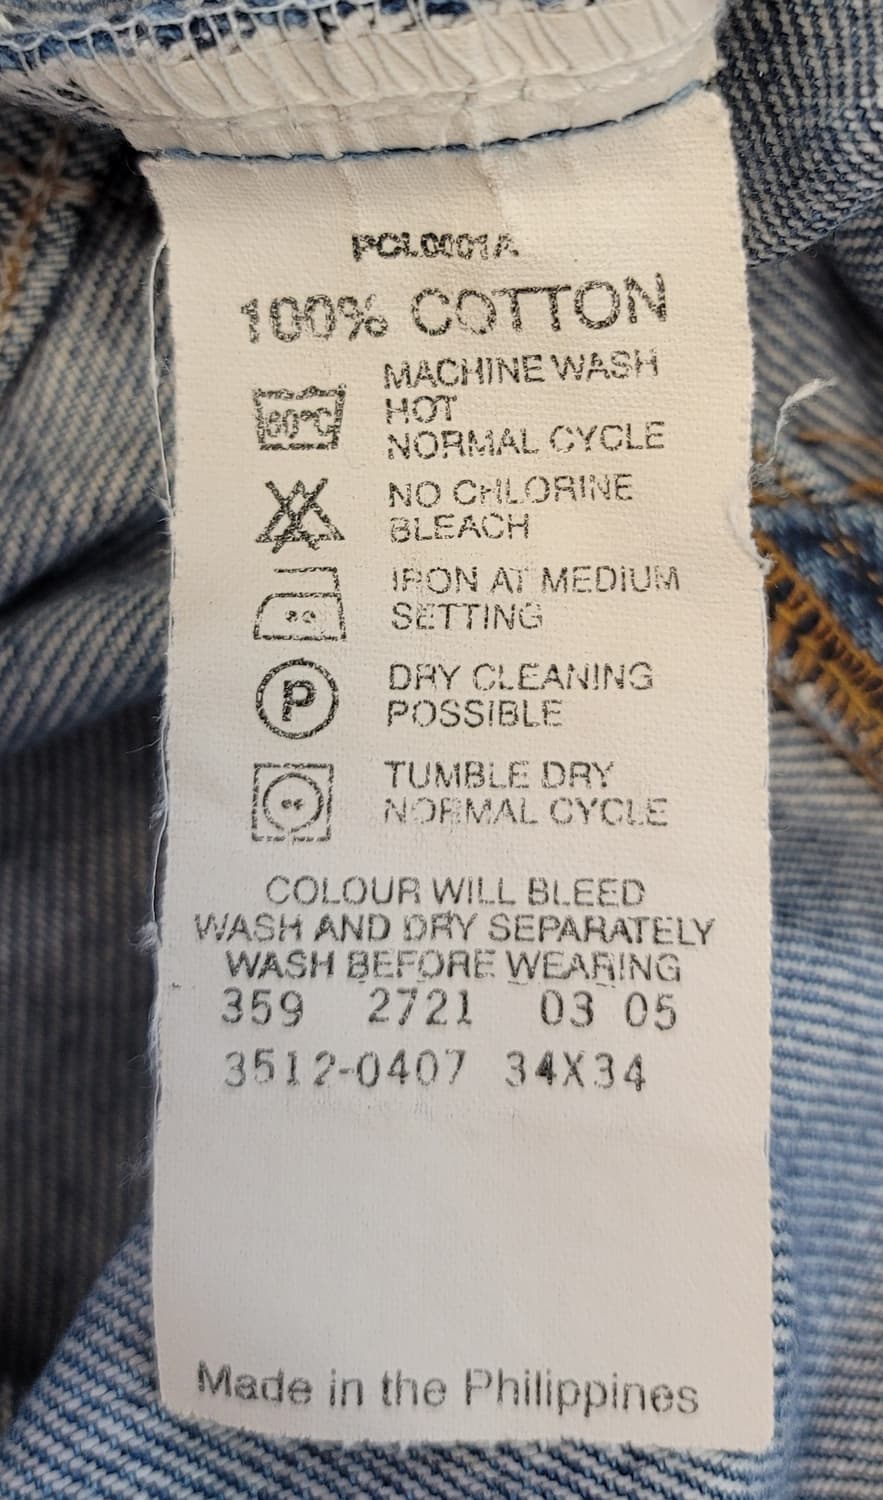 PCL0001A
100% COTTON
60°C
MACHINE WASH
HOT
NORMAL CYCLE
NO CHLORINE
BLEACH
IRON AT MEDIUM
SETTING
P
DRY CLEANING
POSSIBLE
TUMBLE DRY
NORMAL CYCLE
COLOUR WILL BLEED
WASH AND DRY SEPARATELY
WASH BEFORE WEARING
359 2721 03 05
3512-0407 34X34
Made in the Philippines